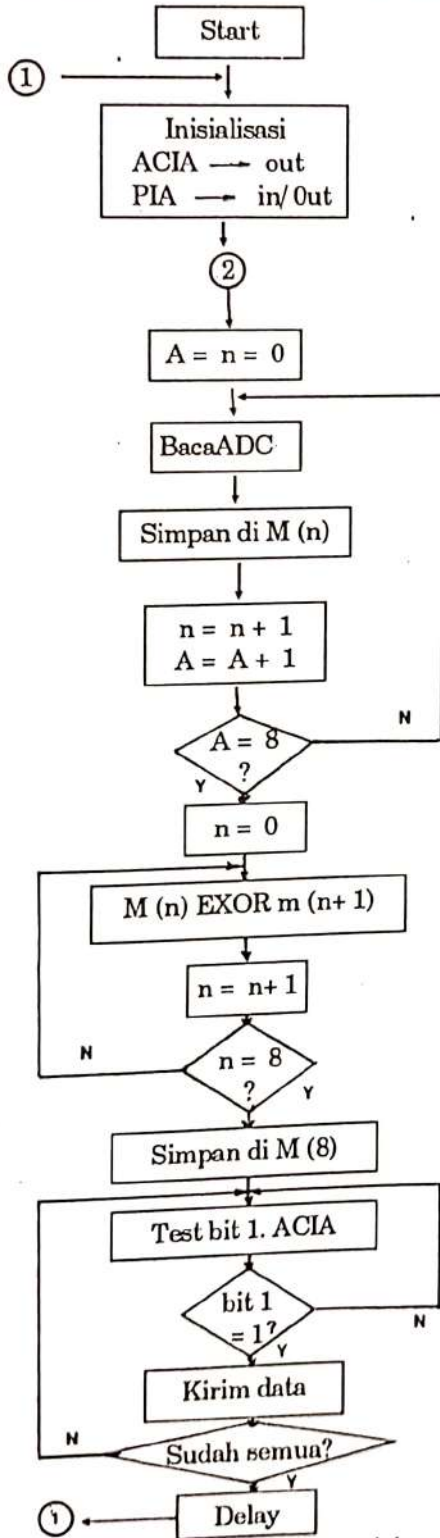 Start
1
Inisialisasi
ACIA → out
PIA → in/0ut
2
A = n = 0
BacaADC
Simpan di M (n)
n = n + 1
A = A + 1
A = 8
?
N
Y
n = 0
M (n) EXOR m (n+ 1)
n = n+ 1
n = 8
?
N
Y
Simpan di M (8)
Test bit 1. ACIA
bit 1
= 1?
N
Y
Kirim data
N
Sudah semua?
Y
1
Delay